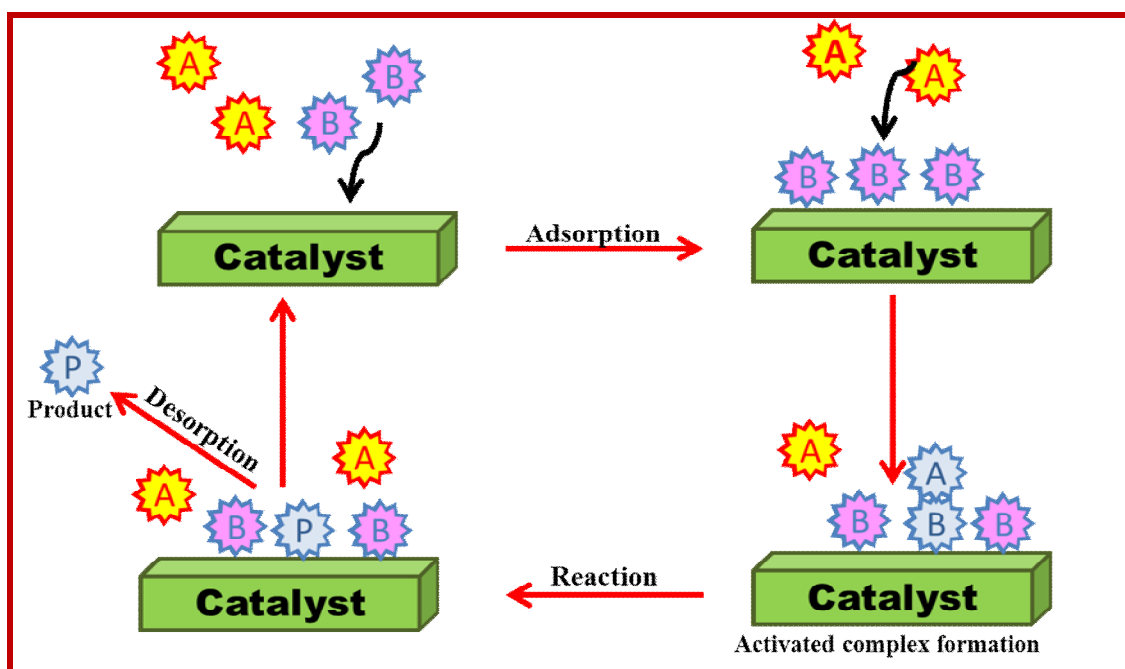 A
A
B
B
Catalyst
Adsorption
A
A
B
B
B
Catalyst
P
Product
Desorption
A
A
B
P
B
Catalyst
Reaction
A
A
B
B
B
Catalyst
Activated complex formation